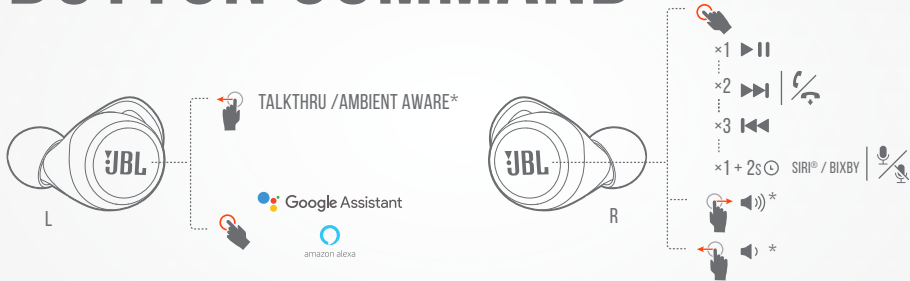 BUTTON COMMAND
JBL
L
TALKTHRU /AMBIENT AWARE*
Google Assistant
amazon alexa
JBL
R
×1
×2
×3
×1 + 2s SIRI® / BIXBY
*
*